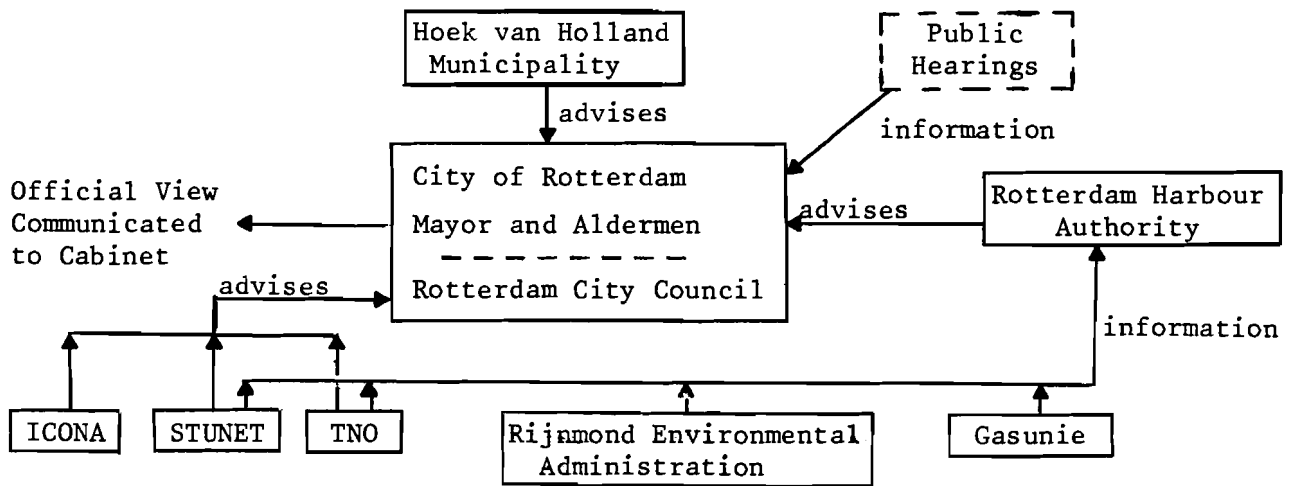 Hoek van Holland
Municipality
Public
Hearings
advises
information
City of Rotterdam
Mayor and Aldermen
Rotterdam City Council
Official View
Communicated
to Cabinet
advises
Rotterdam Harbour
Authority
advises
information
ICONA
STUNET
TNO
Rijnmond Environmental
Administration
Gasunie